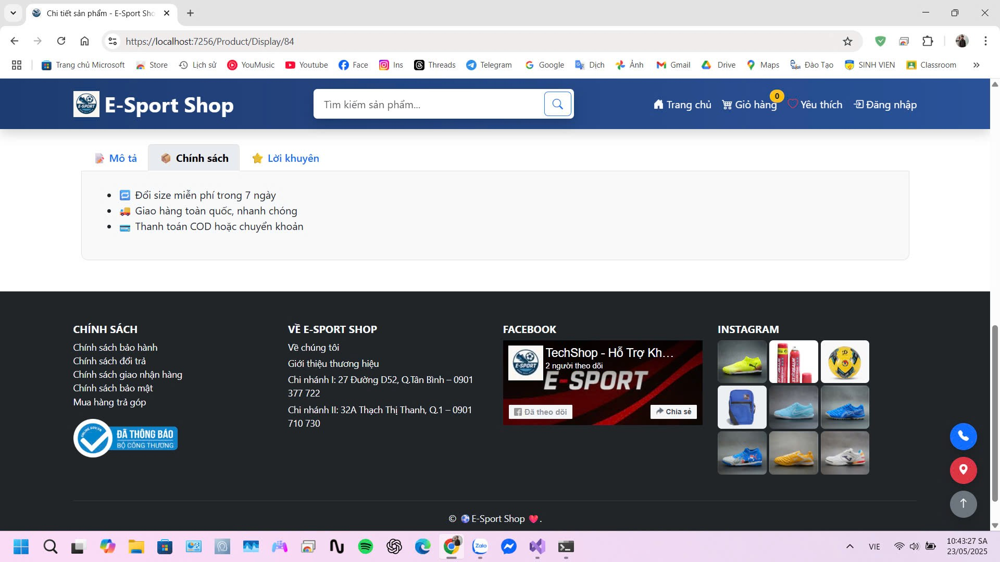 Chi tiết sản phẩm - E-Sport Sho
https://localhost:7256/Product/Display/84
Trang chủ Microsoft
Store
Lịch sử
YouMusic
Youtube
Face
Ins
Threads
Telegram
Google
Dịch
Ảnh
Gmail
Drive
Maps
Đào Tạo
SINH VIEN
Classroom
E-SPORT
E-Sport Shop
Tìm kiếm sản phẩm...
Trang chủ
Giỏ hàng
0
Yêu thích
Đăng nhập
Mô tả
Chính sách
Lời khuyên
Đổi size miễn phí trong 7 ngày
Giao hàng toàn quốc, nhanh chóng
Thanh toán COD hoặc chuyển khoản
CHÍNH SÁCH
Chính sách bảo hành
Chính sách đổi trả
Chính sách giao nhận hàng
Chính sách bảo mật
Mua hàng trả góp
ONLINE.GOV.VN
ĐÃ THÔNG BÁO
BỘ CÔNG THƯƠNG
VỀ E-SPORT SHOP
Về chúng tôi
Giới thiệu thương hiệu
Chi nhánh I: 27 Đường D52, Q.Tân Bình – 0901
377 722
Chi nhánh II: 32A Thạch Thị Thanh, Q.1 – 0901
710 730
FACEBOOK
E-SPORT
TechShop - Hỗ Trợ Kh...
2 người theo dõi
E-SPORT
Đã theo dõi
Chia sẻ
INSTAGRAM
STARBALM
© E-Sport Shop .
Zalo
VIE
10:43:27 SA
23/05/2025